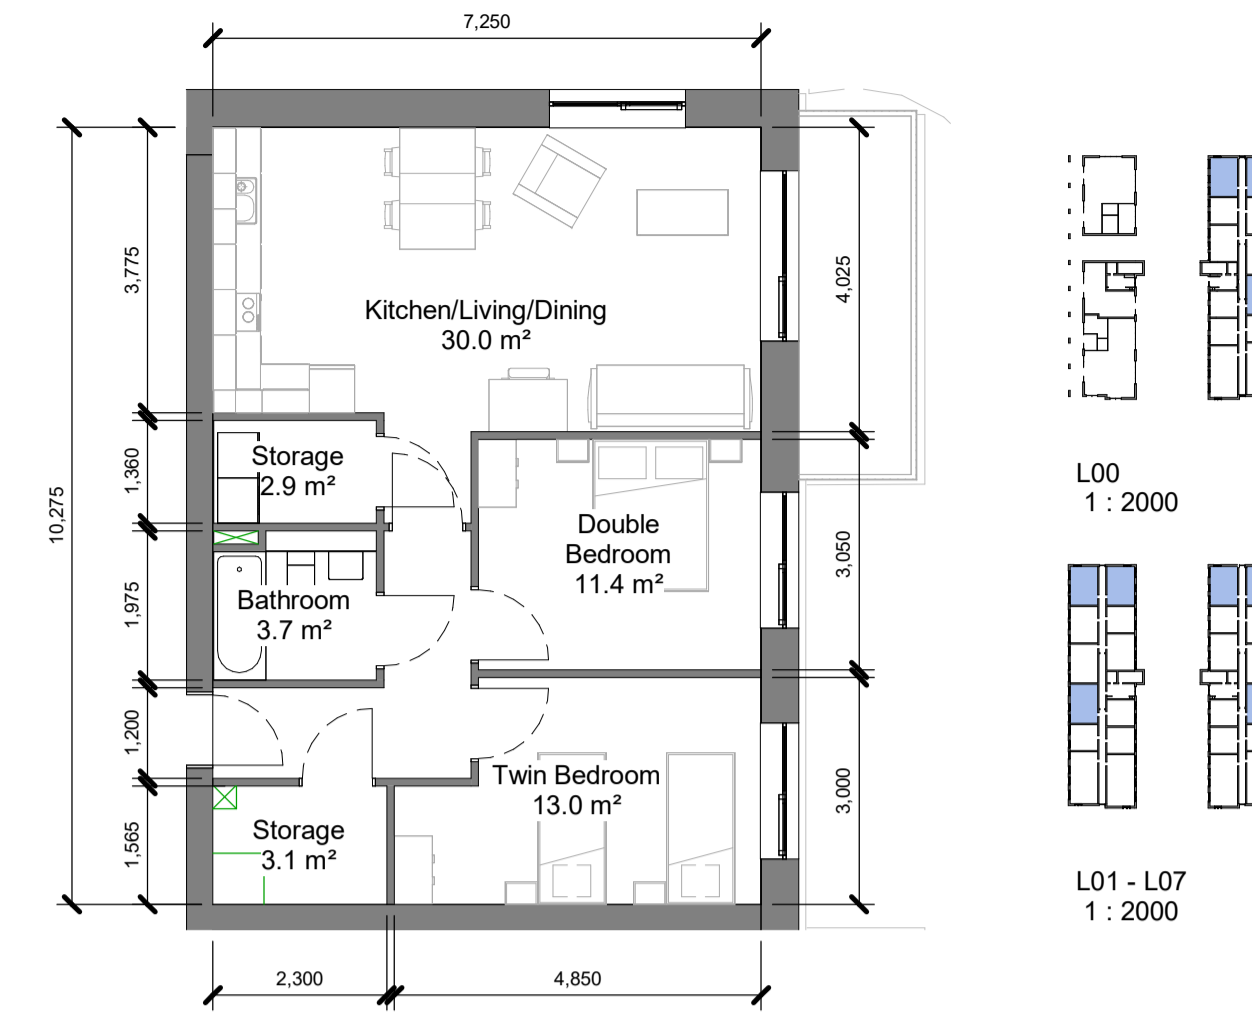 7,250
10,275
3,775
1,360
1,975
1,200
1,565
4,025
3,050
3,000
Kitchen/Living/Dining
30.0 m²
Storage
2.9 m²
Double
Bedroom
11.4 m²
Bathroom
3.7 m²
Twin Bedroom
13.0 m²
Storage
3.1 m²
2,300
4,850
L00
1 : 2000
L01 - L07
1 : 2000